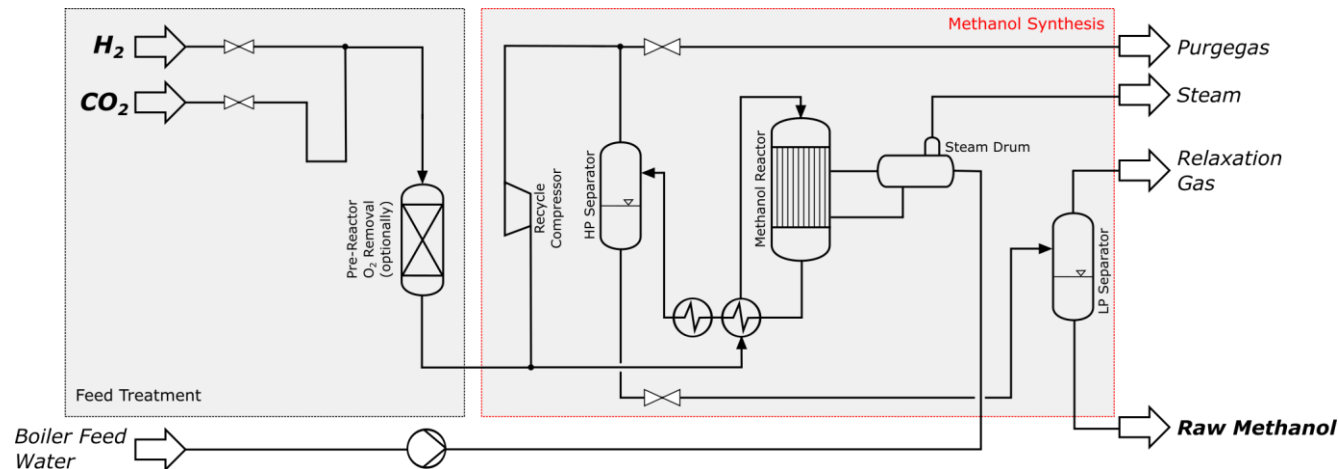 Methanol Synthesis
H₂
Purgegas
CO₂
Steam
Steam Drum
Relaxation
Gas
Methanol Reactor
HP Separator
Recycle
Compressor
Pre-Reactor
O₂ Removal
(optionally)
LP Separator
Feed Treatment
Raw Methanol
Boiler Feed
Water